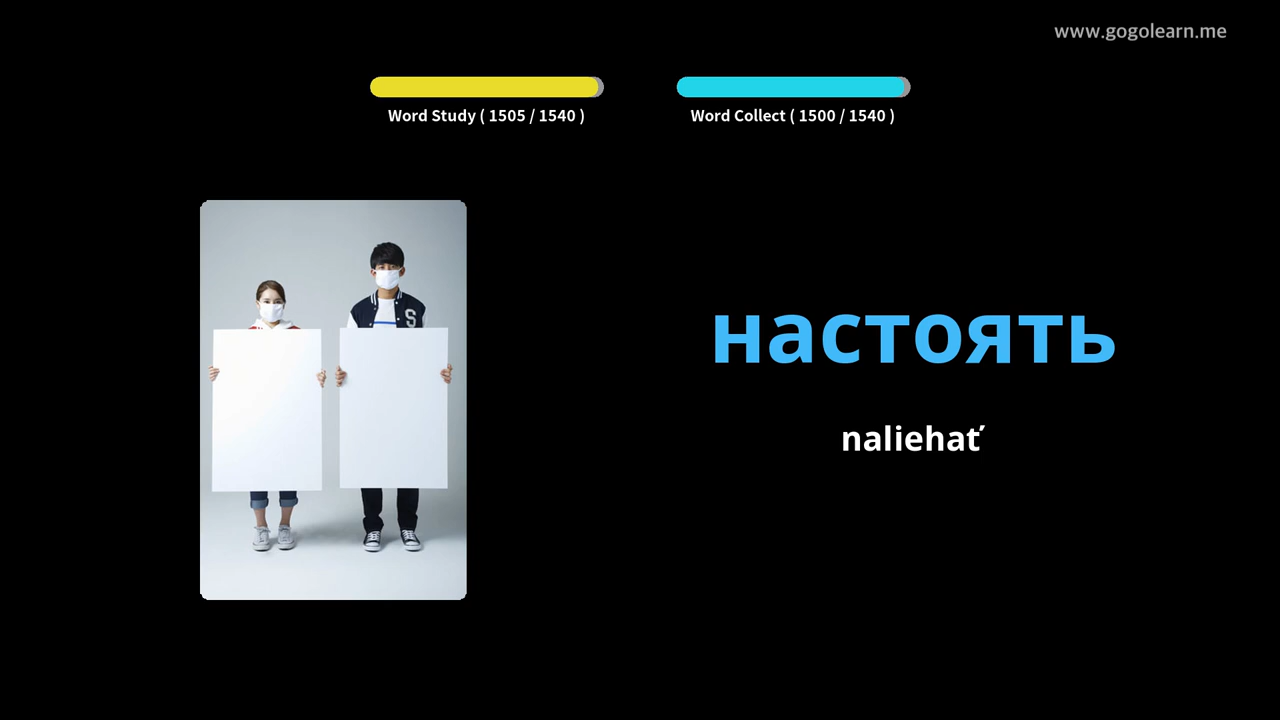 www.gogolearn.me
Word Study ( 1505 / 1540 )
Word Collect ( 1500 / 1540 )
S
настоять
naliehať